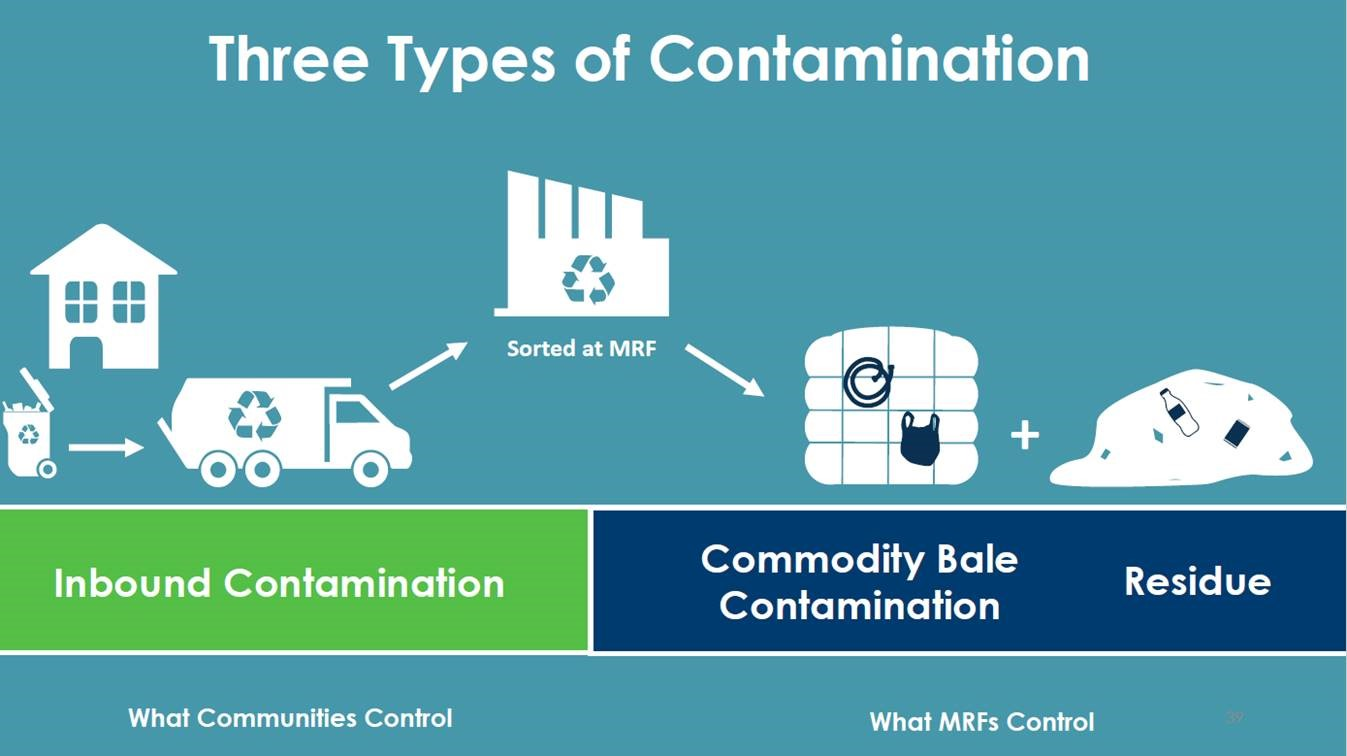 Three Types of Contamination
Sorted at MRF
Inbound Contamination
Commodity Bale
Contamination
Residue
What Communities Control
What MRFs Control
39